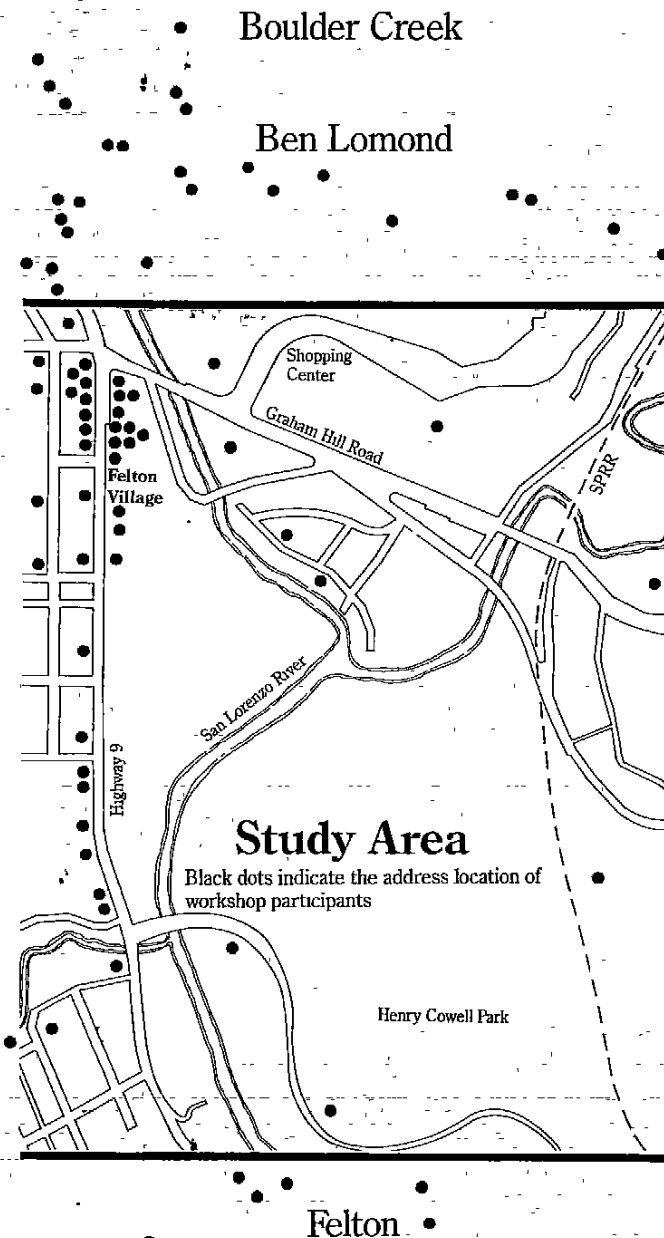 Boulder Creek
Ben Lomond
Shopping
Center
Graham Hill Road
SPRR
Felton
Village
San Lorenzo River
Highway 9
Study Area
Black dots indicate the address location of
workshop participants
Henry Cowell Park
Felton